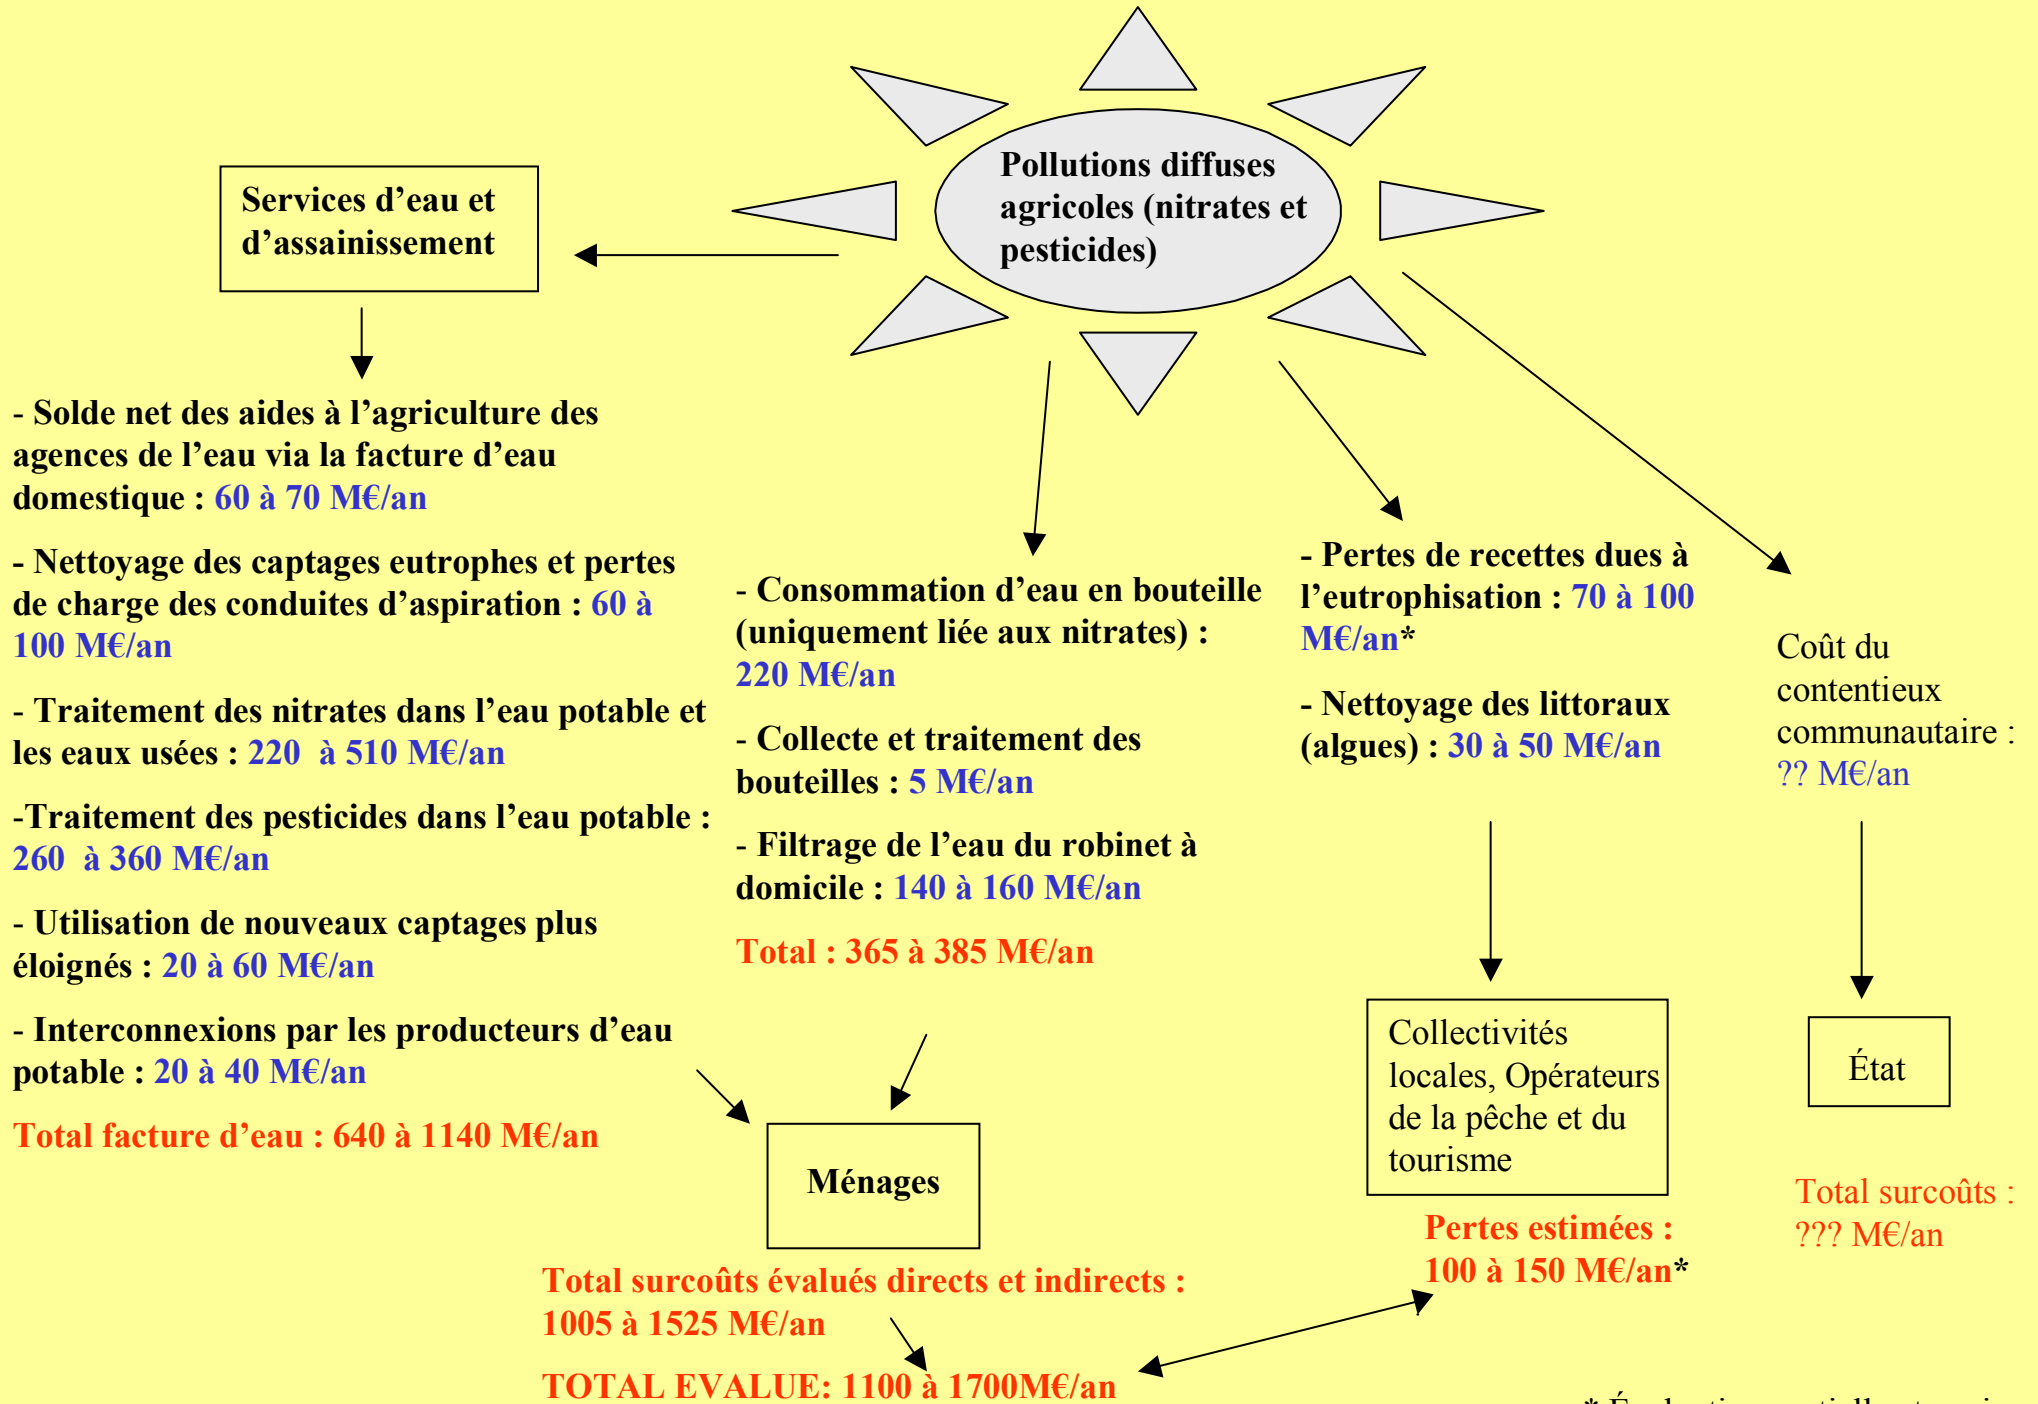 Pollutions diffuses
agricoles (nitrates et
pesticides)
Services d’eau et
d’assainissement
- Solde net des aides à l’agriculture des
agences de l’eau via la facture d’eau
domestique : 60 à 70 M€/an
- Nettoyage des captages eutrophes et pertes
de charge des conduites d’aspiration : 60 à
100 M€/an
- Traitement des nitrates dans l’eau potable et
les eaux usées : 220 à 510 M€/an
-Traitement des pesticides dans l’eau potable :
260 à 360 M€/an
- Utilisation de nouveaux captages plus
éloignés : 20 à 60 M€/an
- Interconnexions par les producteurs d’eau
potable : 20 à 40 M€/an
Total facture d’eau : 640 à 1140 M€/an
- Consommation d’eau en bouteille
(uniquement liée aux nitrates) :
220 M€/an
- Collecte et traitement des
bouteilles : 5 M€/an
- Filtrage de l’eau du robinet à
domicile : 140 à 160 M€/an
Total : 365 à 385 M€/an
- Pertes de recettes dues à
l’eutrophisation : 70 à 100
M€/an*
- Nettoyage des littoraux
(algues) : 30 à 50 M€/an
Coût du
contentieux
communautaire :
?? M€/an
Ménages
Total surcoûts évalués directs et indirects :
1005 à 1525 M€/an
TOTAL EVALUE: 1100 à 1700M€/an
Collectivités
locales, Opérateurs
de la pêche et du
tourisme
Pertes estimées :
100 à 150 M€/an*
État
Total surcoûts :
??? M€/an